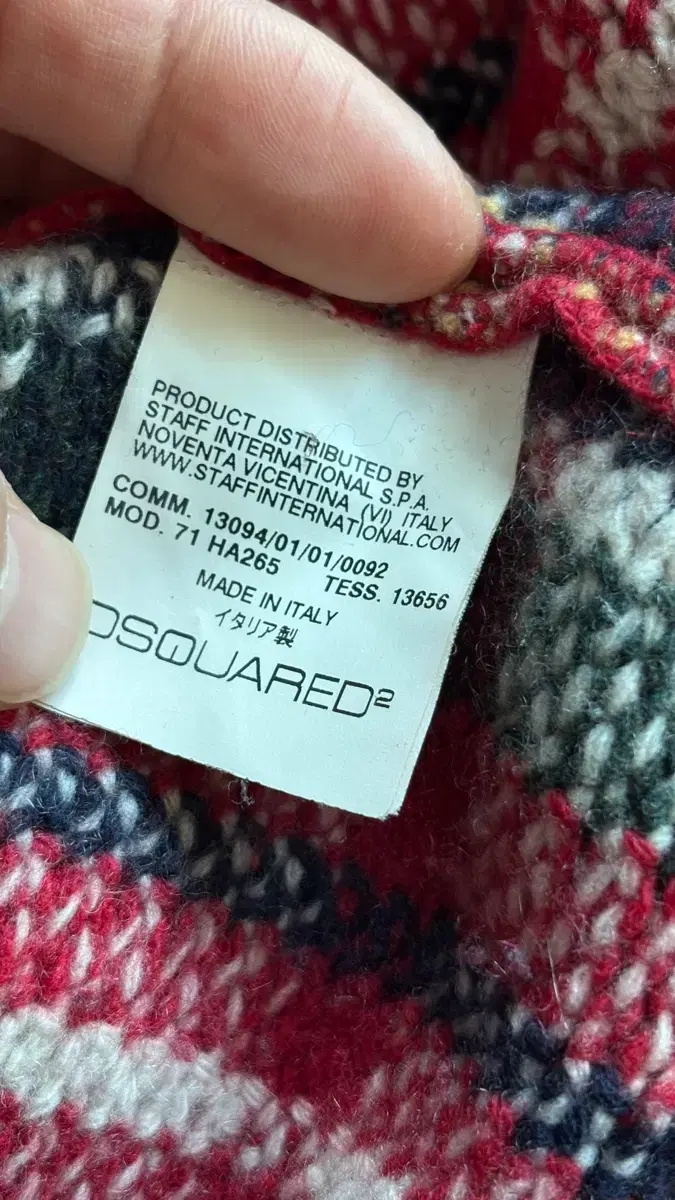 PRODUCT DISTRIBUTED BY
STAFF INTERNATIONAL S.P.A.
NOVENTA VICENTINA (VI) ITALY
WWW.STAFFINTERNATIONAL.COM
COMM. 13094/01/01/0092
MOD. 71 HA265 TESS. 13656
MADE IN ITALY
イタリア製
DSQUARED2